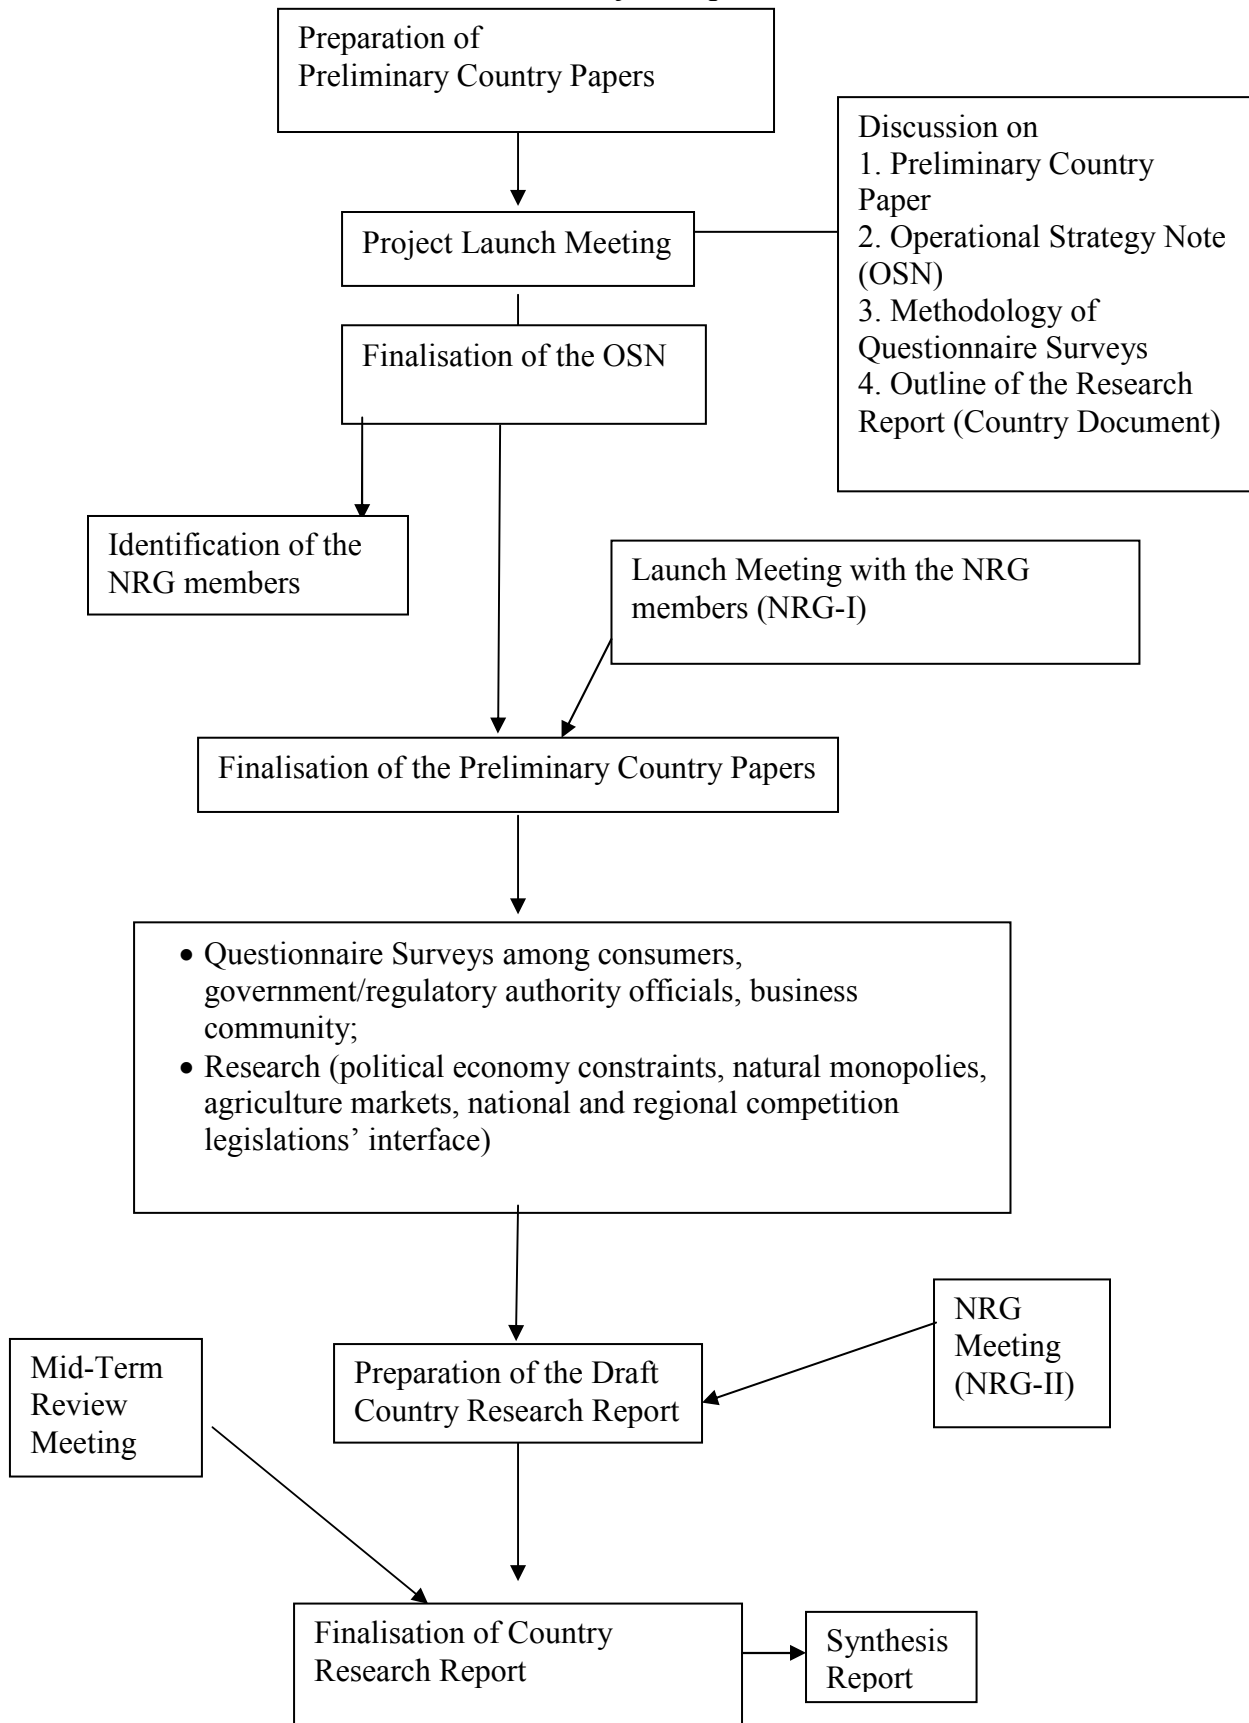 Preparation of
Preliminary Country Papers
Discussion on
1. Preliminary Country
Paper
2. Operational Strategy Note
(OSN)
3. Methodology of
Questionnaire Surveys
4. Outline of the Research
Report (Country Document)
Project Launch Meeting
Finalisation of the OSN
Identification of the
NRG members
Launch Meeting with the NRG
members (NRG-I)
Finalisation of the Preliminary Country Papers
• Questionnaire Surveys among consumers,
government/regulatory authority officials, business
community;
• Research (political economy constraints, natural monopolies,
agriculture markets, national and regional competition
legislations’ interface)
NRG
Meeting
(NRG-II)
Mid-Term
Review
Meeting
Preparation of the Draft
Country Research Report
Finalisation of Country
Research Report
Synthesis
Report